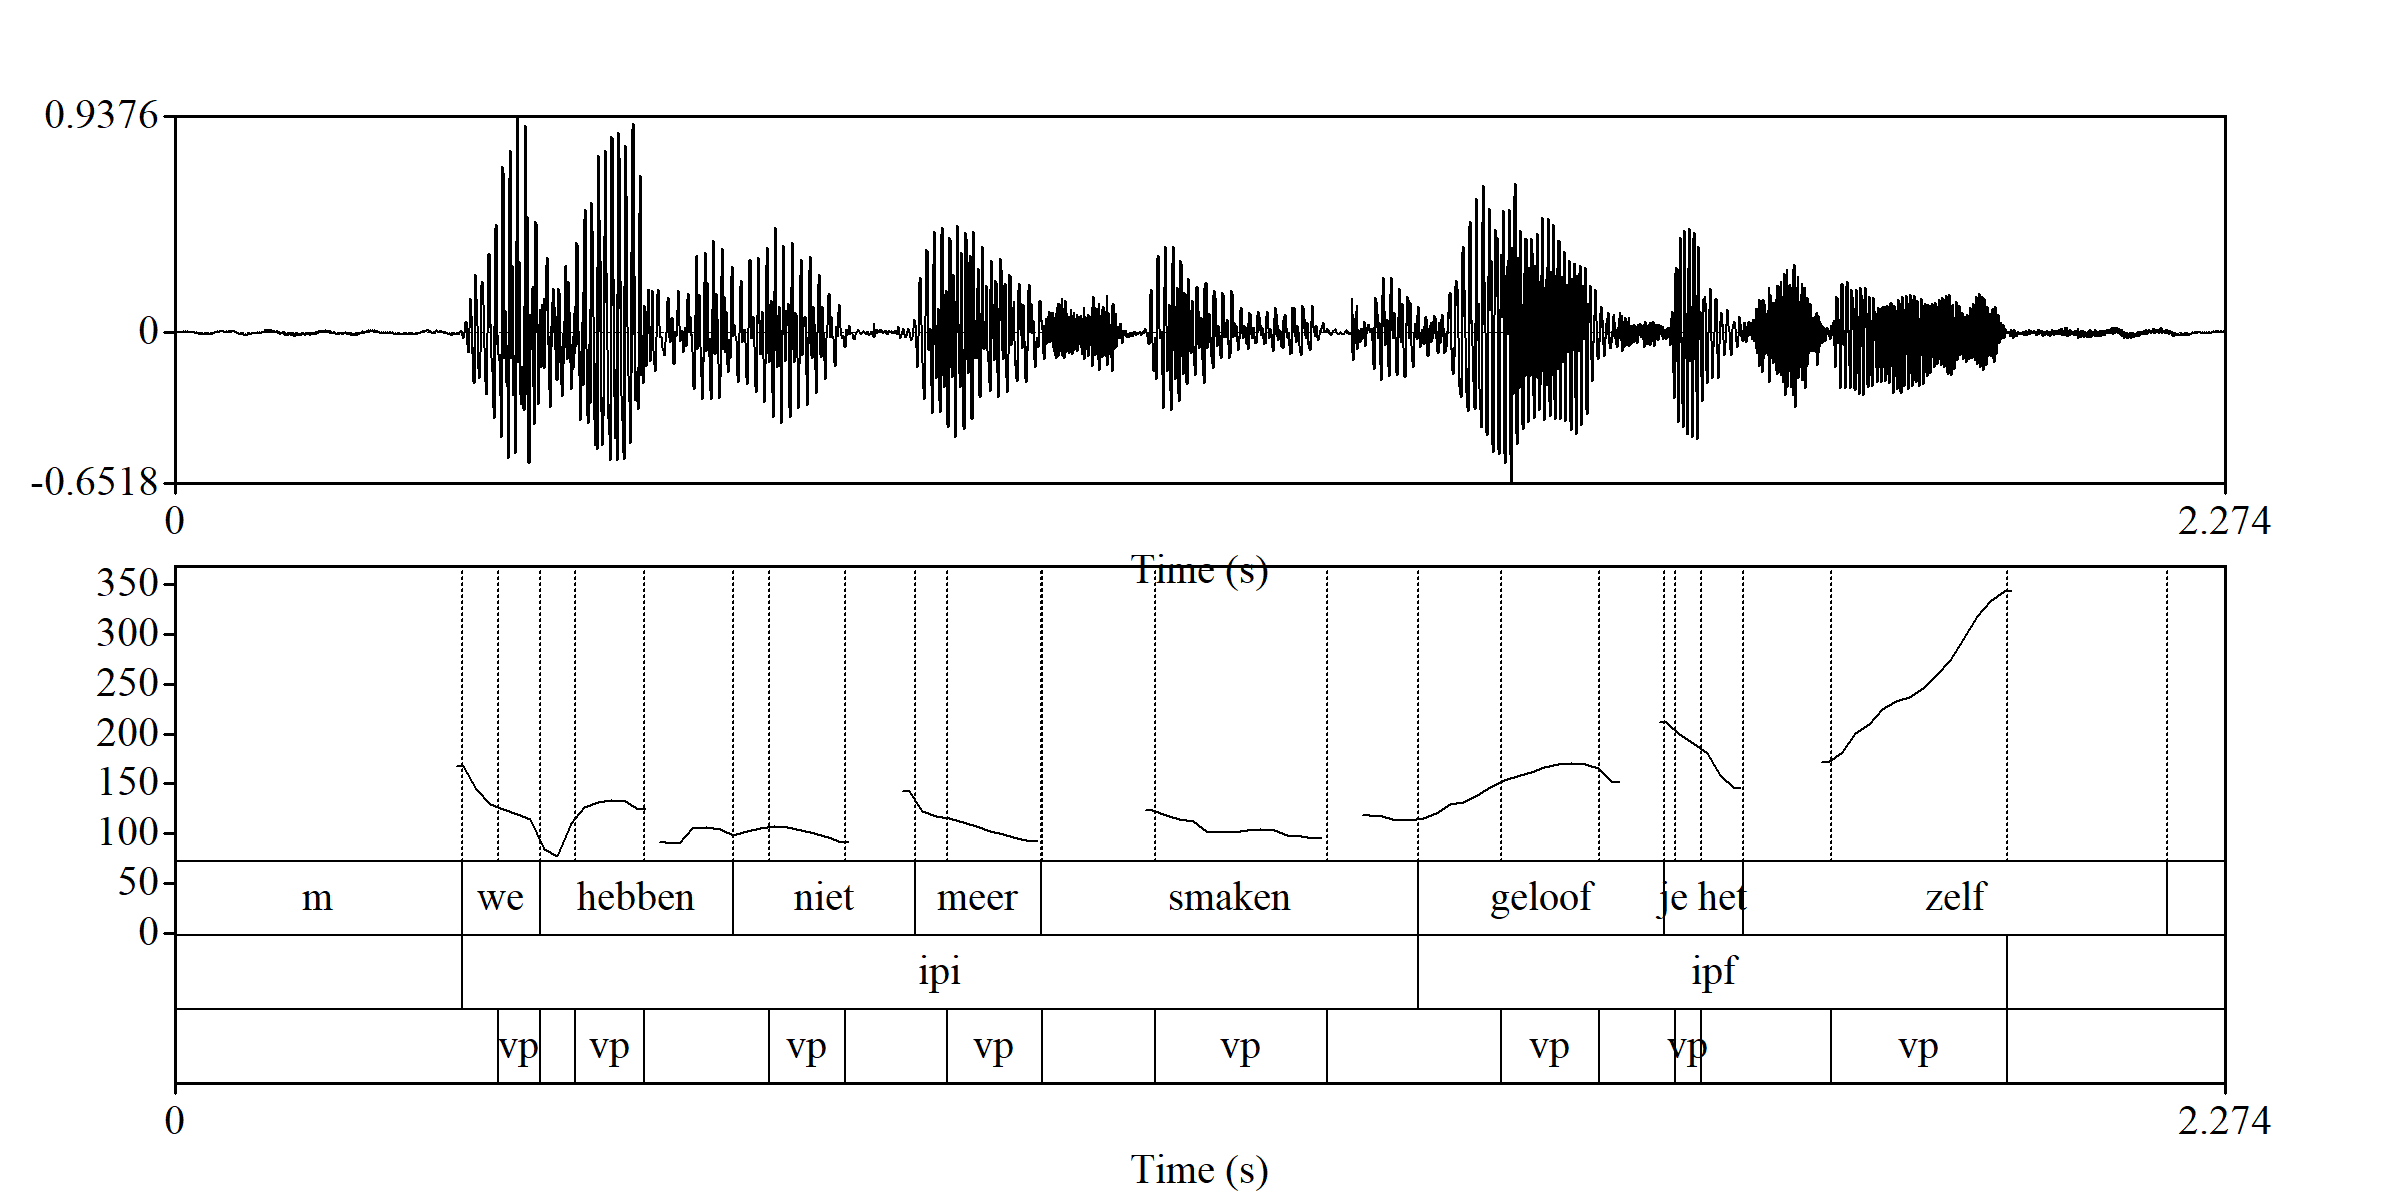 0.9376
0
-0.6518
0 2.274
Time (s)
350
300
250
200
150
100
50
0
m we hebben niet meer smaken geloof je het zelf
ipi ipf
vp vp vp vp vp vp vp vp
0 2.274
Time (s)